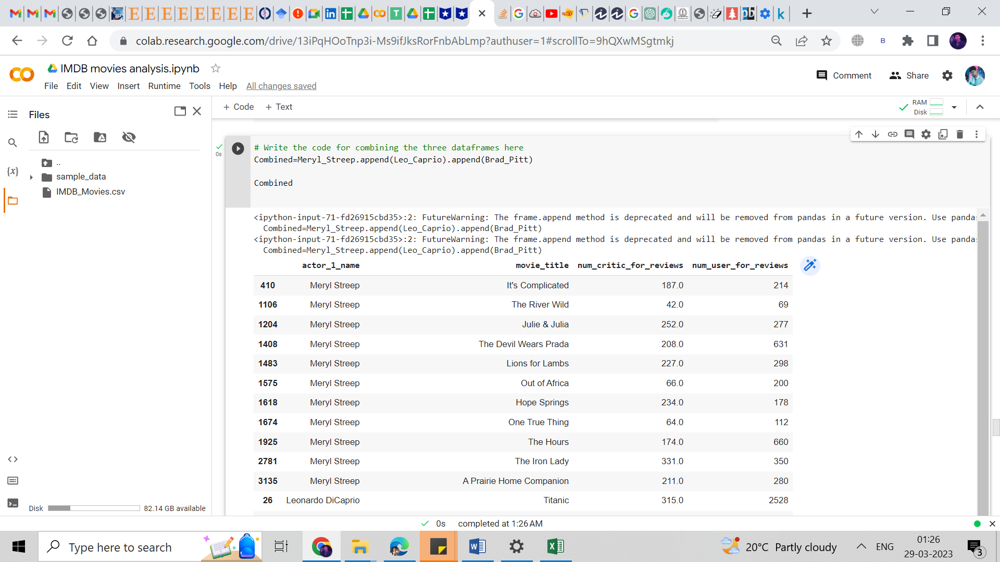 colab.research.google.com/drive/13iPqHOoTnp3i-Ms9ifJksRorFnbAbLmp?authuser=1#scrollTo=9hQXwMSgtmkj
IMDB movies analysis.ipynb
File Edit View Insert Runtime Tools Help All changes saved
Comment Share
Files
+ Code + Text
RAM
Disk
..
sample_data
IMDB_Movies.csv
{x}
0s
# Write the code for combining the three dataframes here
Combined=Meryl_Streep.append(Leo_Caprio).append(Brad_Pitt)
Combined
<ipython-input-71-fd26915cbd35>:2: FutureWarning: The frame.append method is deprecated and will be removed from pandas in a future version. Use panda
Combined=Meryl_Streep.append(Leo_Caprio).append(Brad_Pitt)
<ipython-input-71-fd26915cbd35>:2: FutureWarning: The frame.append method is deprecated and will be removed from pandas in a future version. Use panda
Combined=Meryl_Streep.append(Leo_Caprio).append(Brad_Pitt)
actor_1_name movie_title num_critic_for_reviews num_user_for_reviews
410 Meryl Streep It's Complicated 187.0 214
1106 Meryl Streep The River Wild 42.0 69
1204 Meryl Streep Julie & Julia 252.0 277
1408 Meryl Streep The Devil Wears Prada 208.0 631
1483 Meryl Streep Lions for Lambs 227.0 298
1575 Meryl Streep Out of Africa 66.0 200
1618 Meryl Streep Hope Springs 234.0 178
1674 Meryl Streep One True Thing 64.0 112
1925 Meryl Streep The Hours 174.0 660
2781 Meryl Streep The Iron Lady 331.0 350
3135 Meryl Streep A Prairie Home Companion 211.0 280
26 Leonardo DiCaprio Titanic 315.0 2528
Disk 82.14 GB available
0s completed at 1:26 AM
Type here to search
20°C Partly cloudy
ENG
01:26
29-03-2023
3